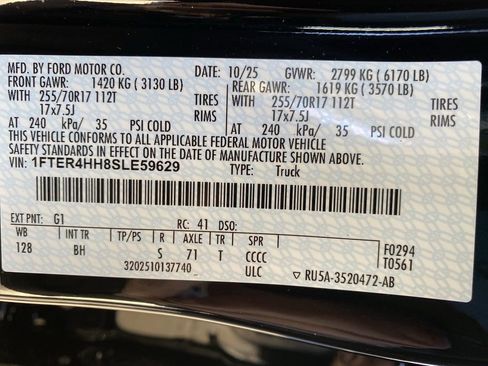 MFD. BY FORD MOTOR CO. DATE: 10/25 GVWR: 2799 KG ( 6170 LB)
FRONT GAWR: 1420 KG ( 3130 LB) REAR GAWR: 1619 KG ( 3570 LB)
WITH 255/70R17 112T TIRES WITH 255/70R17 112T TIRES
17x7.5J RIMS 17x7.5J RIMS
AT 240 kPa/ 35 PSI COLD AT 240 kPa/ 35 PSI COLD
THIS VEHICLE CONFORMS TO ALL APPLICABLE FEDERAL MOTOR VEHICLE
SAFETY STANDARDS IN EFFECT ON THE DATE OF MANUFACTURE SHOWN ABOVE.
VIN: 1FTER4HH8SLE59629 TYPE: Truck
EXT PNT: G1 RC: 41 DSO:
WB INT TR TP/PS R AXLE TR SPR F0294
128 BH S 71 T CCCC T0561
3202510137740 ULC ▽ RU5A-3520472-AB